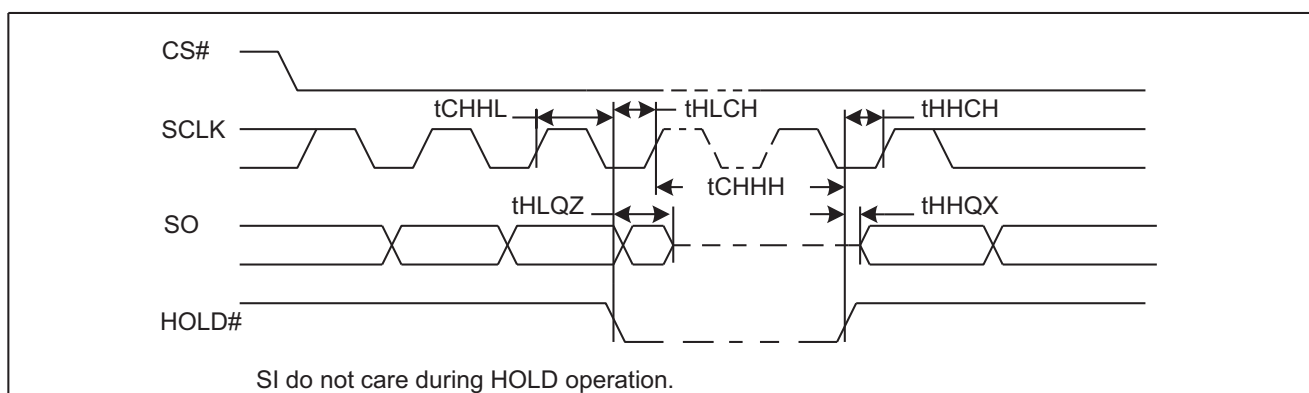 CS#
tCHHL
tHLCH
tHHCH
SCLK
tCHHH
tHLQZ
tHHQX
SO
HOLD#
SI do not care during HOLD operation.